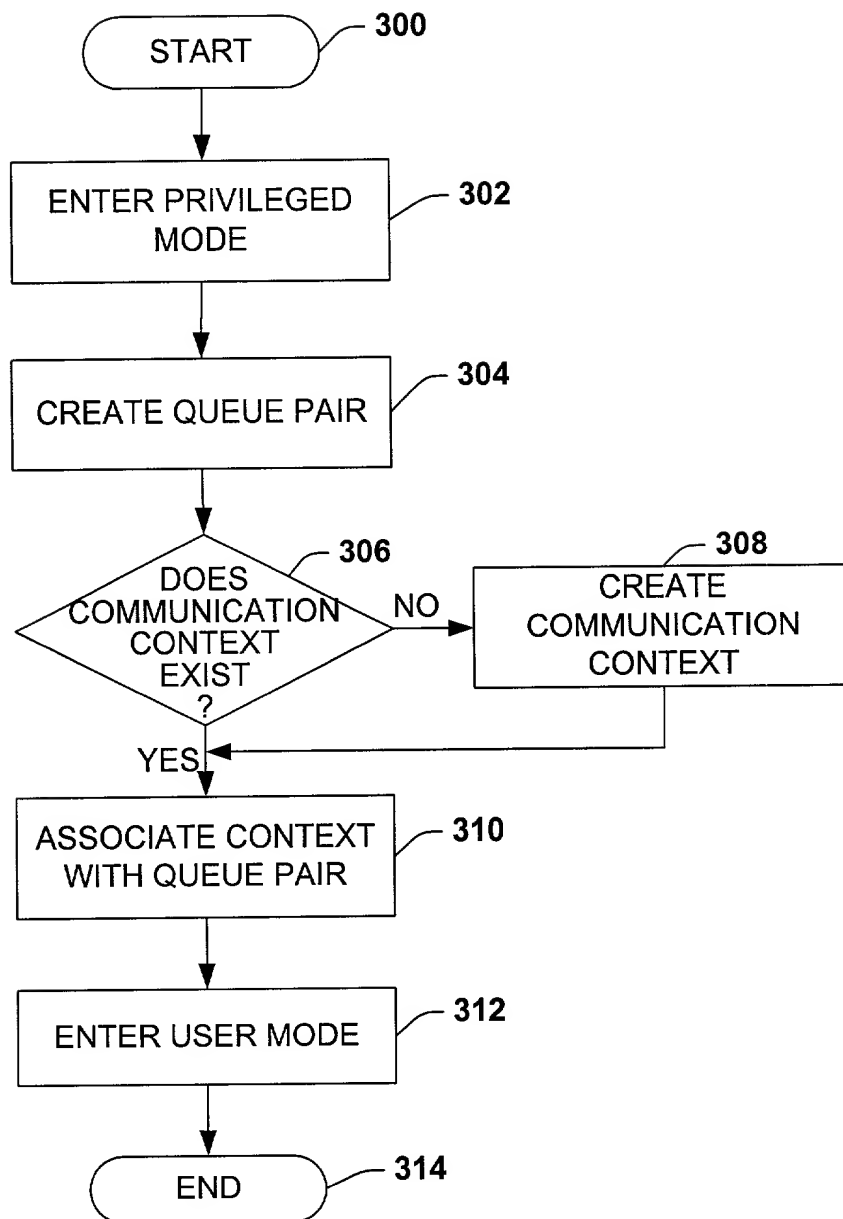 START
300
ENTER PRIVILEGED
MODE
302
CREATE QUEUE PAIR
304
DOES
COMMUNICATION
CONTEXT
EXIST
?
306
NO
308
CREATE
COMMUNICATION
CONTEXT
YES
ASSOCIATE CONTEXT
WITH QUEUE PAIR
310
ENTER USER MODE
312
END
314